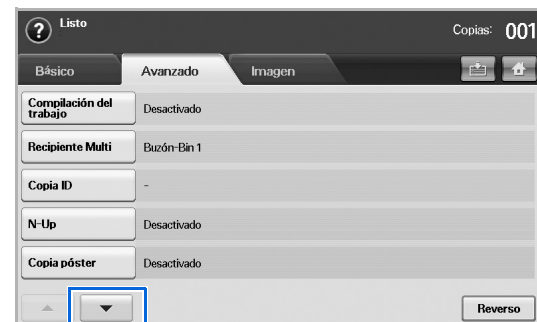 ? Listo
Copias: 001
Básico Avanzado Imagen
Compilación del
trabajo
Desactivado
Recipiente Multi Buzón-Bin 1
Copia ID -
N-Up Desactivado
Copia póster Desactivado
Reverso